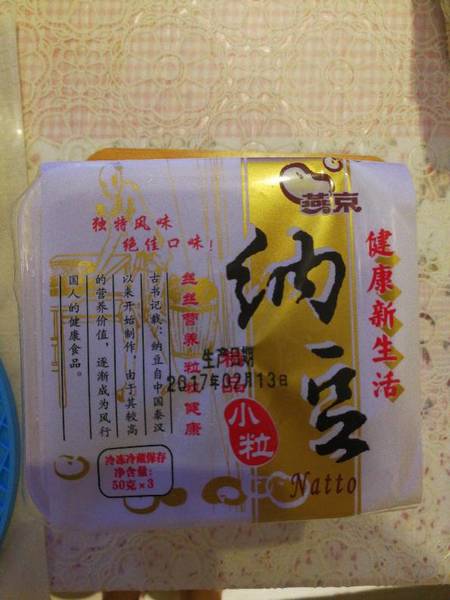 燕京
健康新生活
纳豆
Natto
小粒
生产日期
2017年02月13日
丝丝营养 粒粒健康
独特风味
绝佳口味！
古书记载：纳豆自中国秦汉
以来开始制作，由于其较高
的营养价值，逐渐成为风行
国人的健康食品。
冷冻冷藏保存
净含量：
50克×3